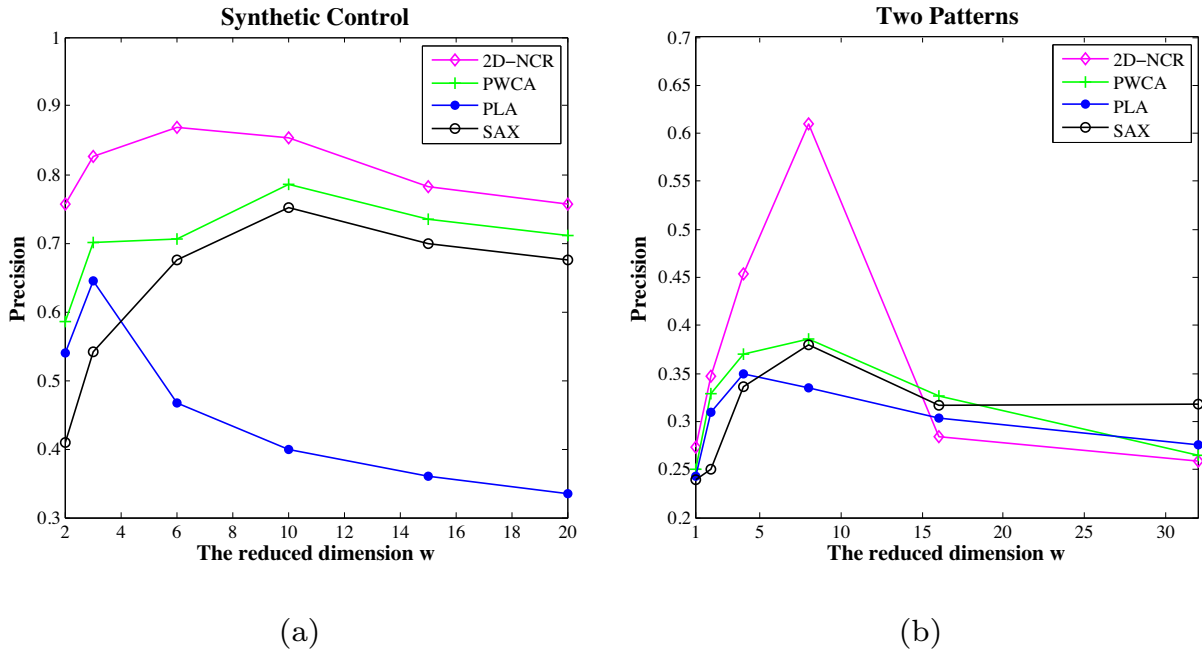 Synthetic Control
1
0.9
0.8
0.7
0.6
0.5
0.4
0.3
Precision
2D−NCR
PWCA
PLA
SAX
2 4 6 8 10 12 14 16 18 20
The reduced dimension w
(a)
Two Patterns
0.7
0.65
0.6
0.55
0.5
0.45
0.4
0.35
0.3
0.25
0.2
Precision
2D−NCR
PWCA
PLA
SAX
1 5 10 15 20 25 30
The reduced dimension w
(b)